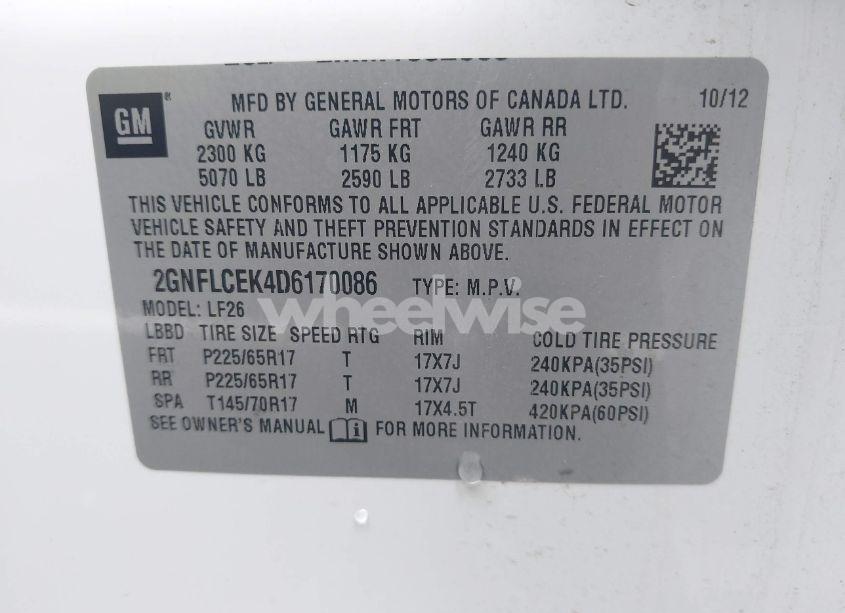 GM
MFD BY GENERAL MOTORS OF CANADA LTD. 10/12
GVWR GAWR FRT GAWR RR
2300 KG 1175 KG 1240 KG
5070 LB 2590 LB 2733 LB
THIS VEHICLE CONFORMS TO ALL APPLICABLE U.S. FEDERAL MOTOR
VEHICLE SAFETY AND THEFT PREVENTION STANDARDS IN EFFECT ON
THE DATE OF MANUFACTURE SHOWN ABOVE.
2GNFLCEK4D6170086 TYPE: M.P.V.
wheelwise
MODEL: LF26
LBBD TIRE SIZE SPEED RTG RIM COLD TIRE PRESSURE
FRT P225/65R17 T 17X7J 240KPA(35PSI)
RR P225/65R17 T 17X7J 240KPA(35PSI)
SPA T145/70R17 M 17X4.5T 420KPA(60PSI)
SEE OWNER'S MANUAL i FOR MORE INFORMATION.